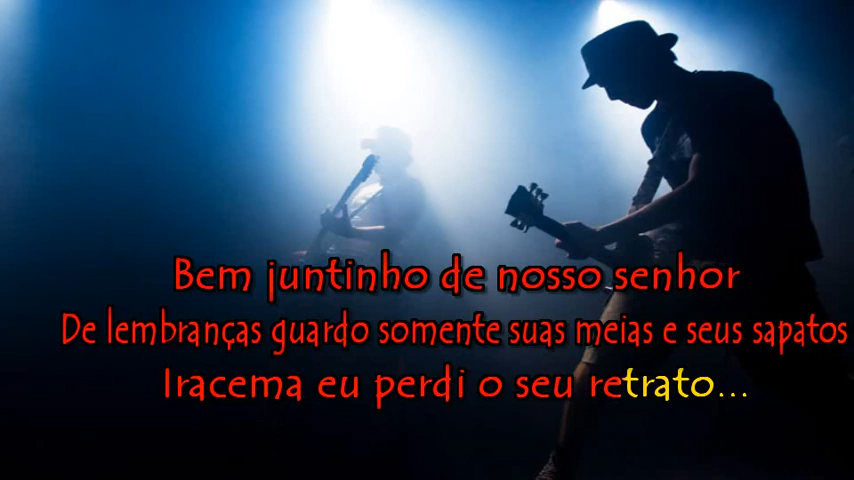 Bem juntinho de nosso senhor
De lembranças guardo somente suas meias e seus sapatos
Iracema eu perdi o seu retrato...